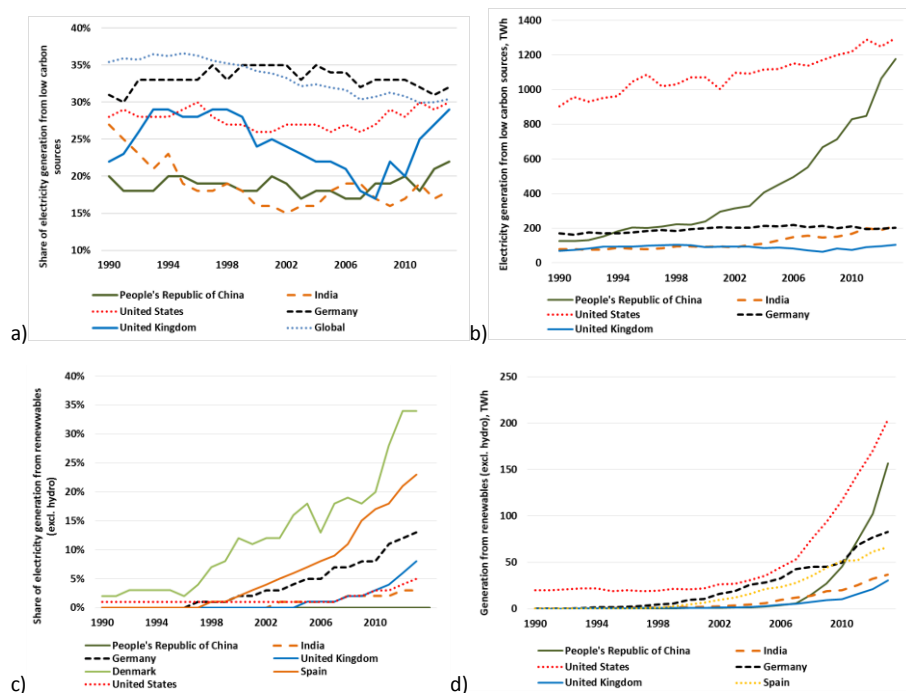 Share of electricity generation from low carbon
sources
40%
35%
30%
25%
20%
15%
10%
1990 1994 1998 2002 2006 2010
People's Republic of China India
United States Germany
United Kingdom Global
a)
Electricity generation from low carbon sources, TWh
1400
1200
1000
800
600
400
200
0
1990 1994 1998 2002 2006 2010
People's Republic of China India
United States Germany
United Kingdom
b)
Share of electricity generation from renewwables
(excl. hydro)
40%
35%
30%
25%
20%
15%
10%
5%
0%
1990 1994 1998 2002 2006 2010
People's Republic of China India
Germany United Kingdom
Denmark Spain
United States
c)
Generation from renewables (excl. hydro), TWh
250
200
150
100
50
0
1990 1994 1998 2002 2006 2010
People's Republic of China India
United States Germany
United Kingdom Spain
d)